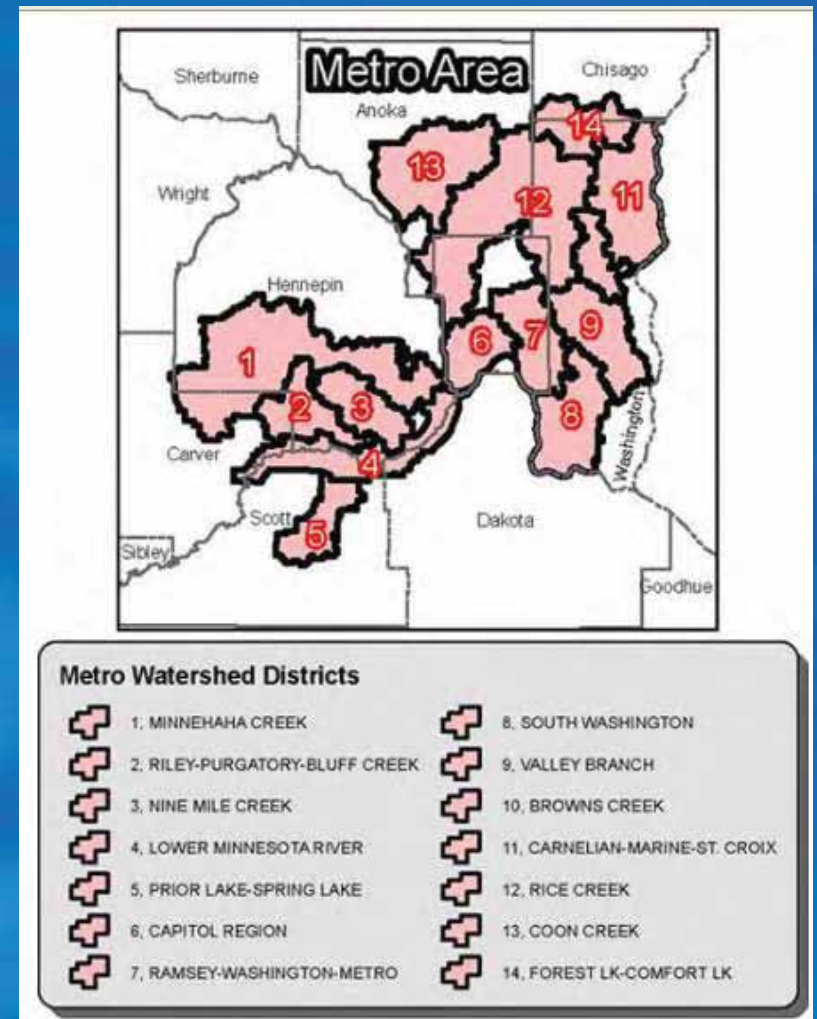 Metro Area
Sherburne
Chisago
Anoka
14
13
Wright
12
11
Hennepin
6
7
9
1
2
3
8
Carver
4
Washington
Scott
5
Dakota
Sibley
Goodhue
Metro Watershed Districts
1, MINNEHAHA CREEK
2, RILEY-PURGATORY-BLUFF CREEK
3, NINE MILE CREEK
4, LOWER MINNESOTA RIVER
5, PRIOR LAKE-SPRING LAKE
6, CAPITOL REGION
7, RAMSEY-WASHINGTON-METRO
8, SOUTH WASHINGTON
9, VALLEY BRANCH
10, BROWNS CREEK
11, CARNELIAN-MARINE-ST. CROIX
12, RICE CREEK
13, COON CREEK
14, FOREST LK-COMFORT LK